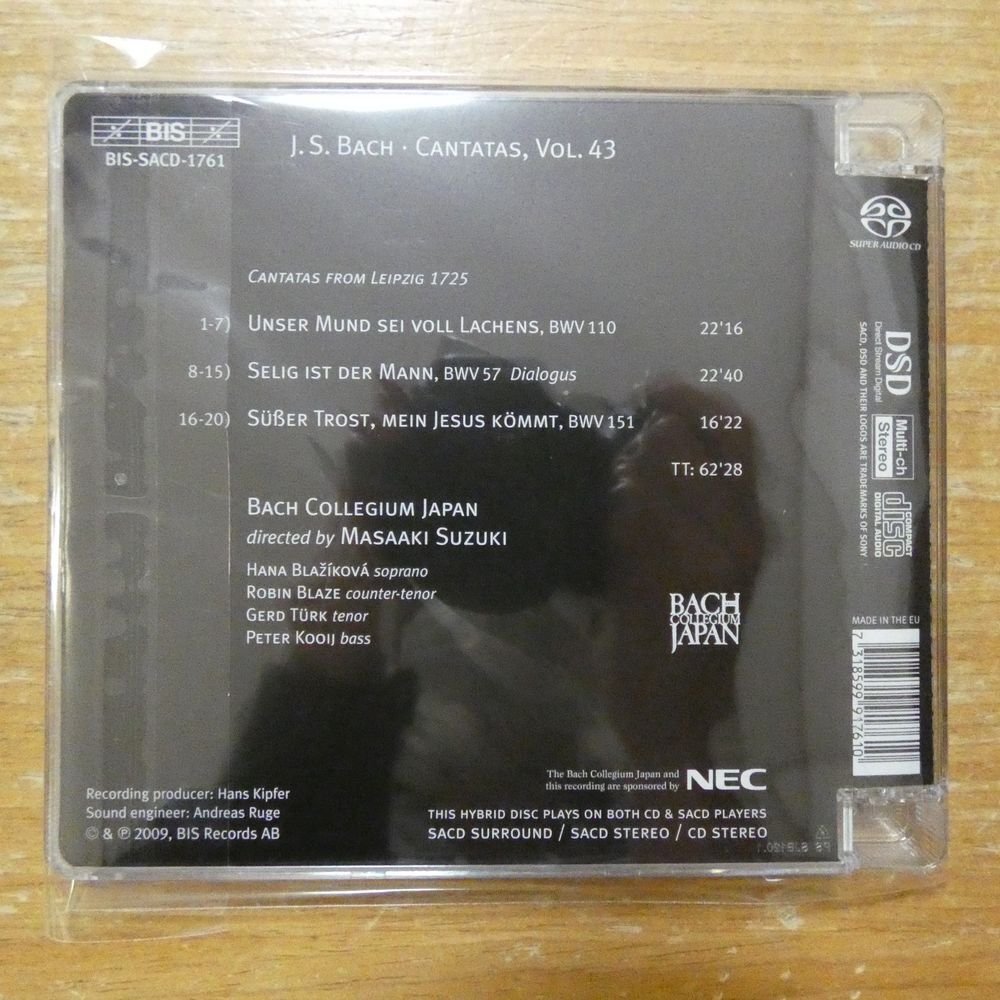 BIS
BIS-SACD-1761
J. S. BACH · CANTATAS, VOL. 43
CANTATAS FROM LEIPZIG 1725
1-7) UNSER MUND SEI VOLL LACHENS, BWV 110 22'16
8-15) SELIG IST DER MANN, BWV 57 Dialogus 22'40
16-20) SÜßER TROST, MEIN JESUS KÖMMT, BWV 151 16'22
TT: 62'28
BACH COLLEGIUM JAPAN
directed by MASAAKI SUZUKI
HANA BLAŽÍKOVÁ soprano
ROBIN BLAZE counter-tenor
GERD TÜRK tenor
PETER KOOIJ bass
BACH
COLLEGIUM
JAPAN
Recording producer: Hans Kipfer
Sound engineer: Andreas Ruge
© & ℗ 2009, BIS Records AB
The Bach Collegium Japan and
this recording are sponsored by NEC
THIS HYBRID DISC PLAYS ON BOTH CD & SACD PLAYERS
SACD SURROUND / SACD STEREO / CD STEREO
SUPER AUDIO CD
DSD
Direct Stream Digital
SACD, DSD AND THEIR LOGOS ARE TRADEMARKS OF SONY
Multi-ch
Stereo
COMPACT
disc
DIGITAL AUDIO
MADE IN THE EU
7 318599 917610